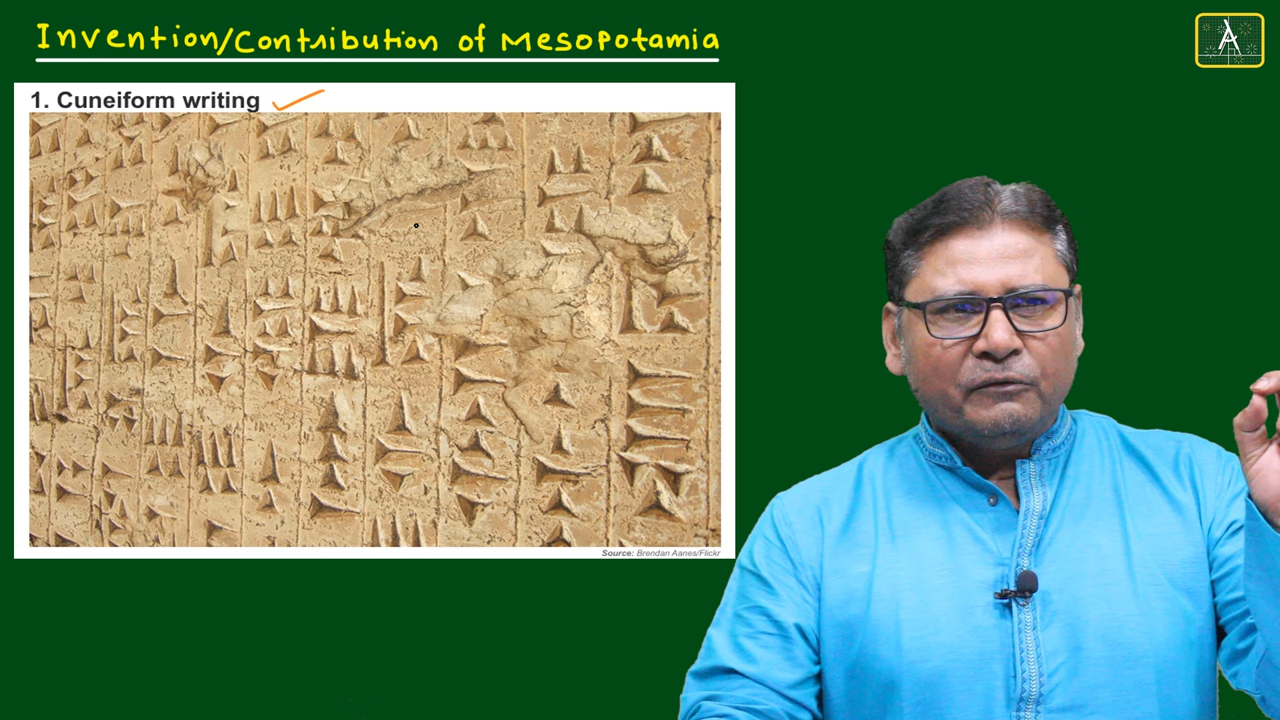 Invention/Contribution of Mesopotamia
1. Cuneiform writing
Source: Brendan Aanes/Flickr